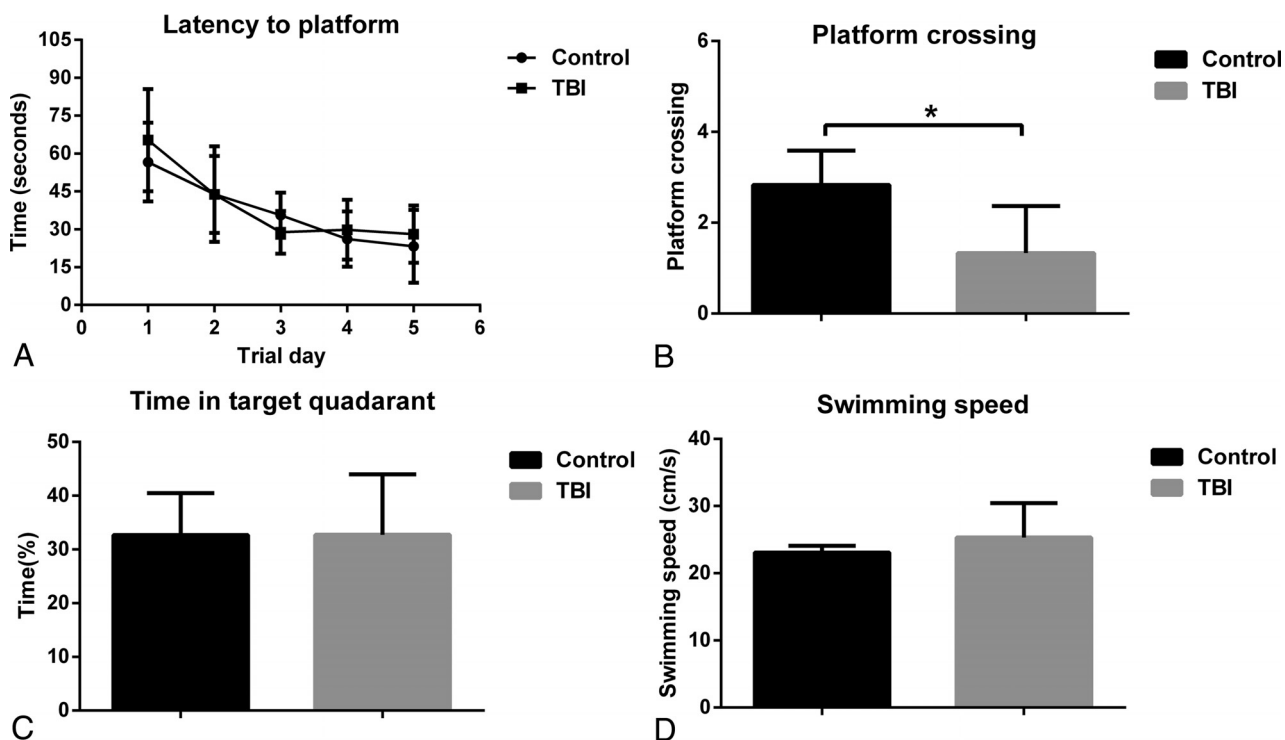 Latency to platform
105
90
75
60
45
30
15
0
Time (seconds)
0 1 2 3 4 5 6
Trial day
Control
TBI
A
Platform crossing
6
4
2
0
Platform crossing
*
Control
TBI
B
Time in target quadarant
50
40
30
20
10
0
Time(%)
Control
TBI
C
Swimming speed
40
30
20
10
0
Swimming speed (cm/s)
Control
TBI
D